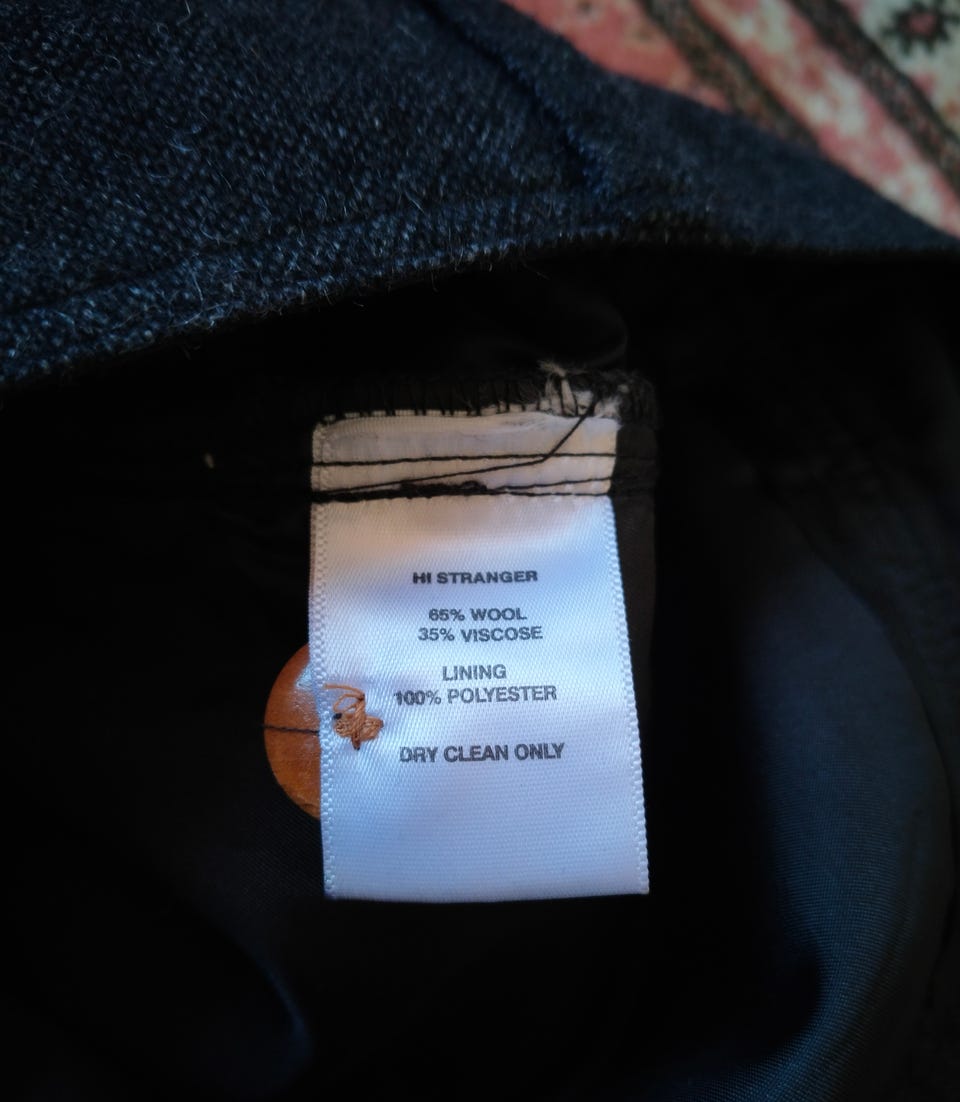 HI STRANGER
65% WOOL
35% VISCOSE
LINING
100% POLYESTER
DRY CLEAN ONLY